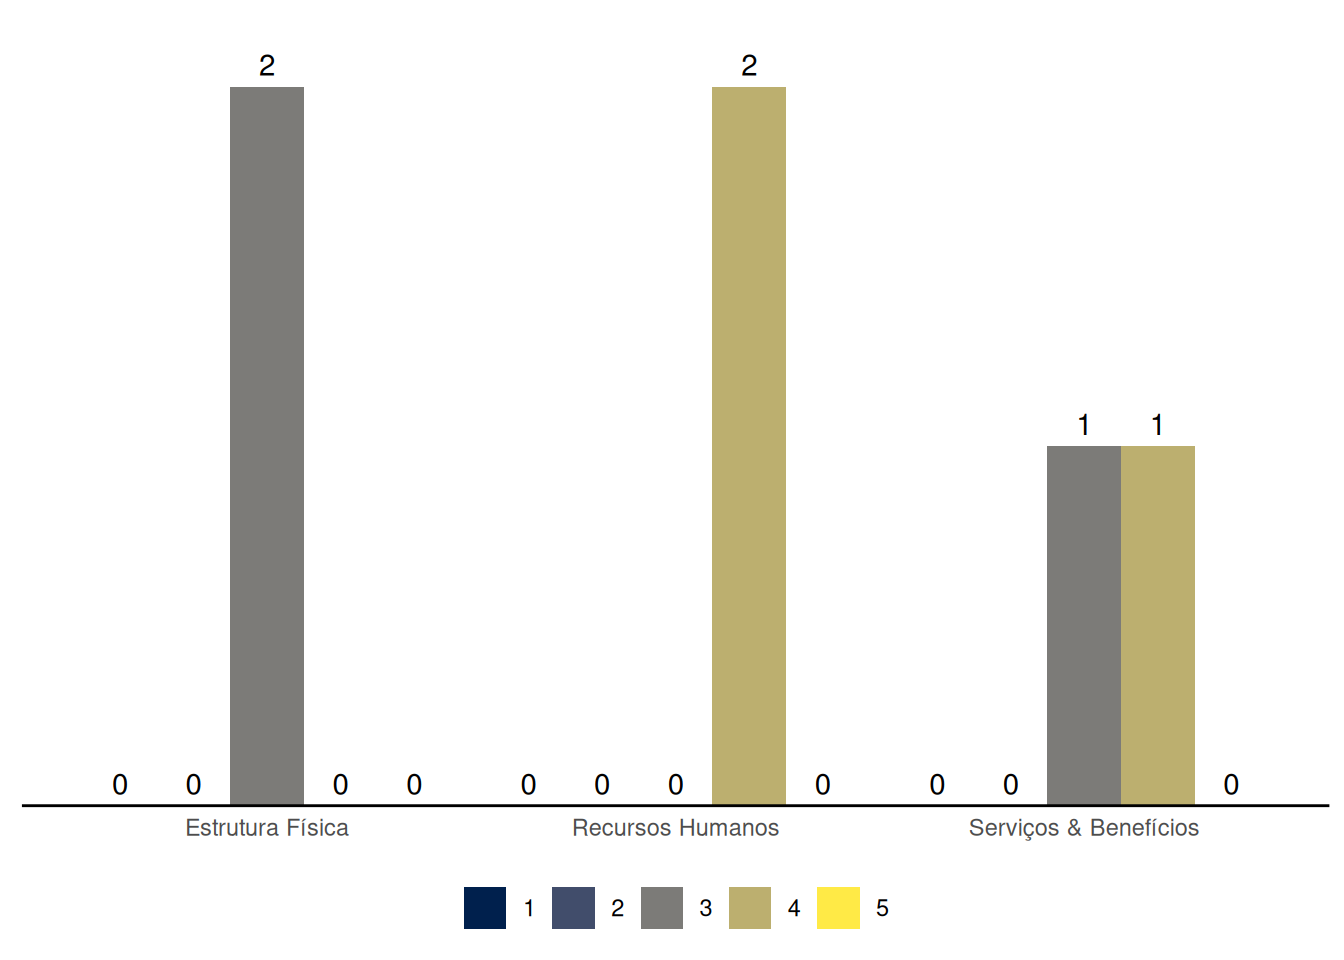 2 2
1 1
0 0 0 0 0 0 0 0 0 0 0
Estrutura Física Recursos Humanos Serviços & Benefícios
1 2 3 4 5